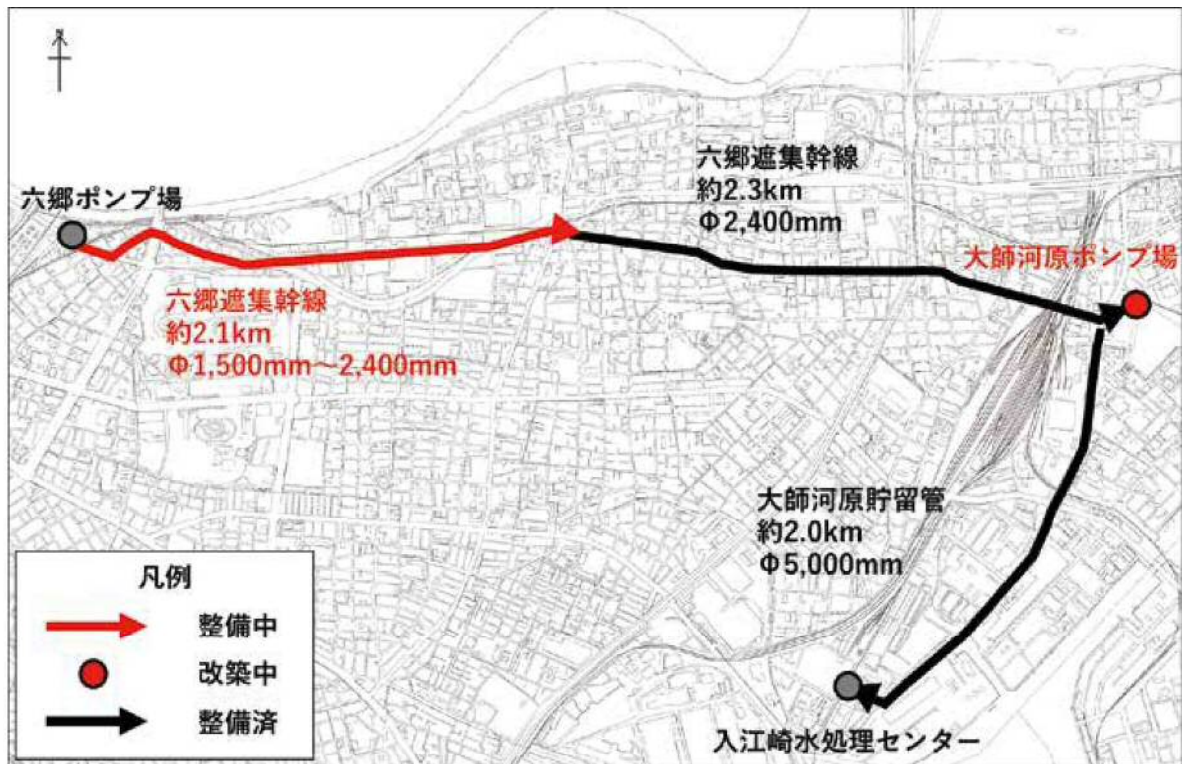 六郷ポンプ場
六郷遮集幹線
約2.3km
Φ2,400mm
大師河原ポンプ場
六郷遮集幹線
約2.1km
Φ1,500mm～2,400mm
大師河原貯留管
約2.0km
Φ5,000mm
入江崎水処理センター
凡例
整備中
改築中
整備済